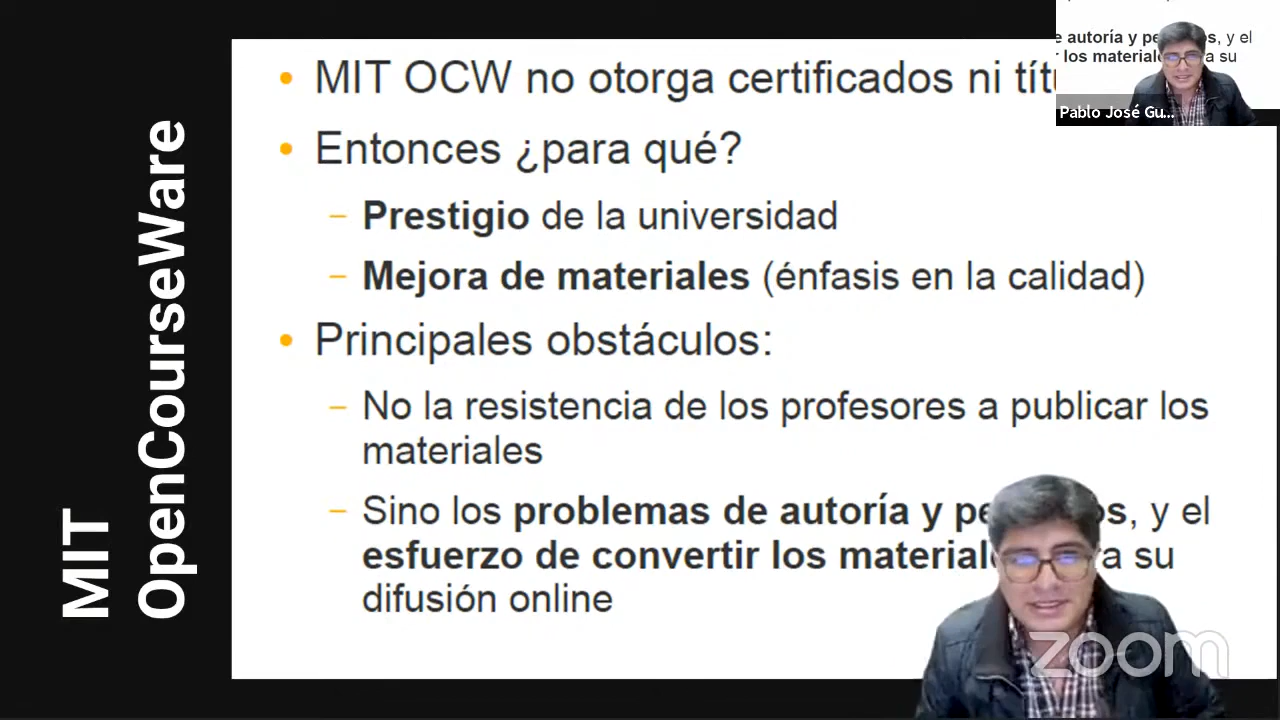 MIT
OpenCourseWare
MIT OCW no otorga certificados ni
Entonces ¿para qué?
Prestigio de la universidad
Mejora de materiales (énfasis en la calidad)
Principales obstáculos:
No la resistencia de los profesores a publicar los
materiales
Sino los problemas de autoría y , y el
esfuerzo de convertir los su
difusión online
autoría y , y el
los su
Pablo José Gu...
zoom